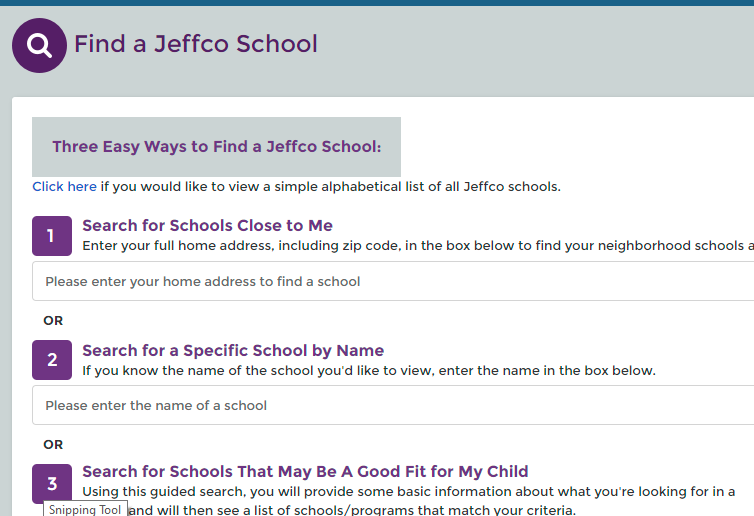 Find a Jeffco School
Three Easy Ways to Find a Jeffco School:
Click here if you would like to view a simple alphabetical list of all Jeffco schools.
1
Search for Schools Close to Me
Enter your full home address, including zip code, in the box below to find your neighborhood schools a
Please enter your home address to find a school
OR
2
Search for a Specific School by Name
If you know the name of the school you'd like to view, enter the name in the box below.
Please enter the name of a school
OR
3
Search for Schools That May Be A Good Fit for My Child
Using this guided search, you will provide some basic information about what you're looking for in a
and will then see a list of schools/programs that match your criteria.
Snipping Tool